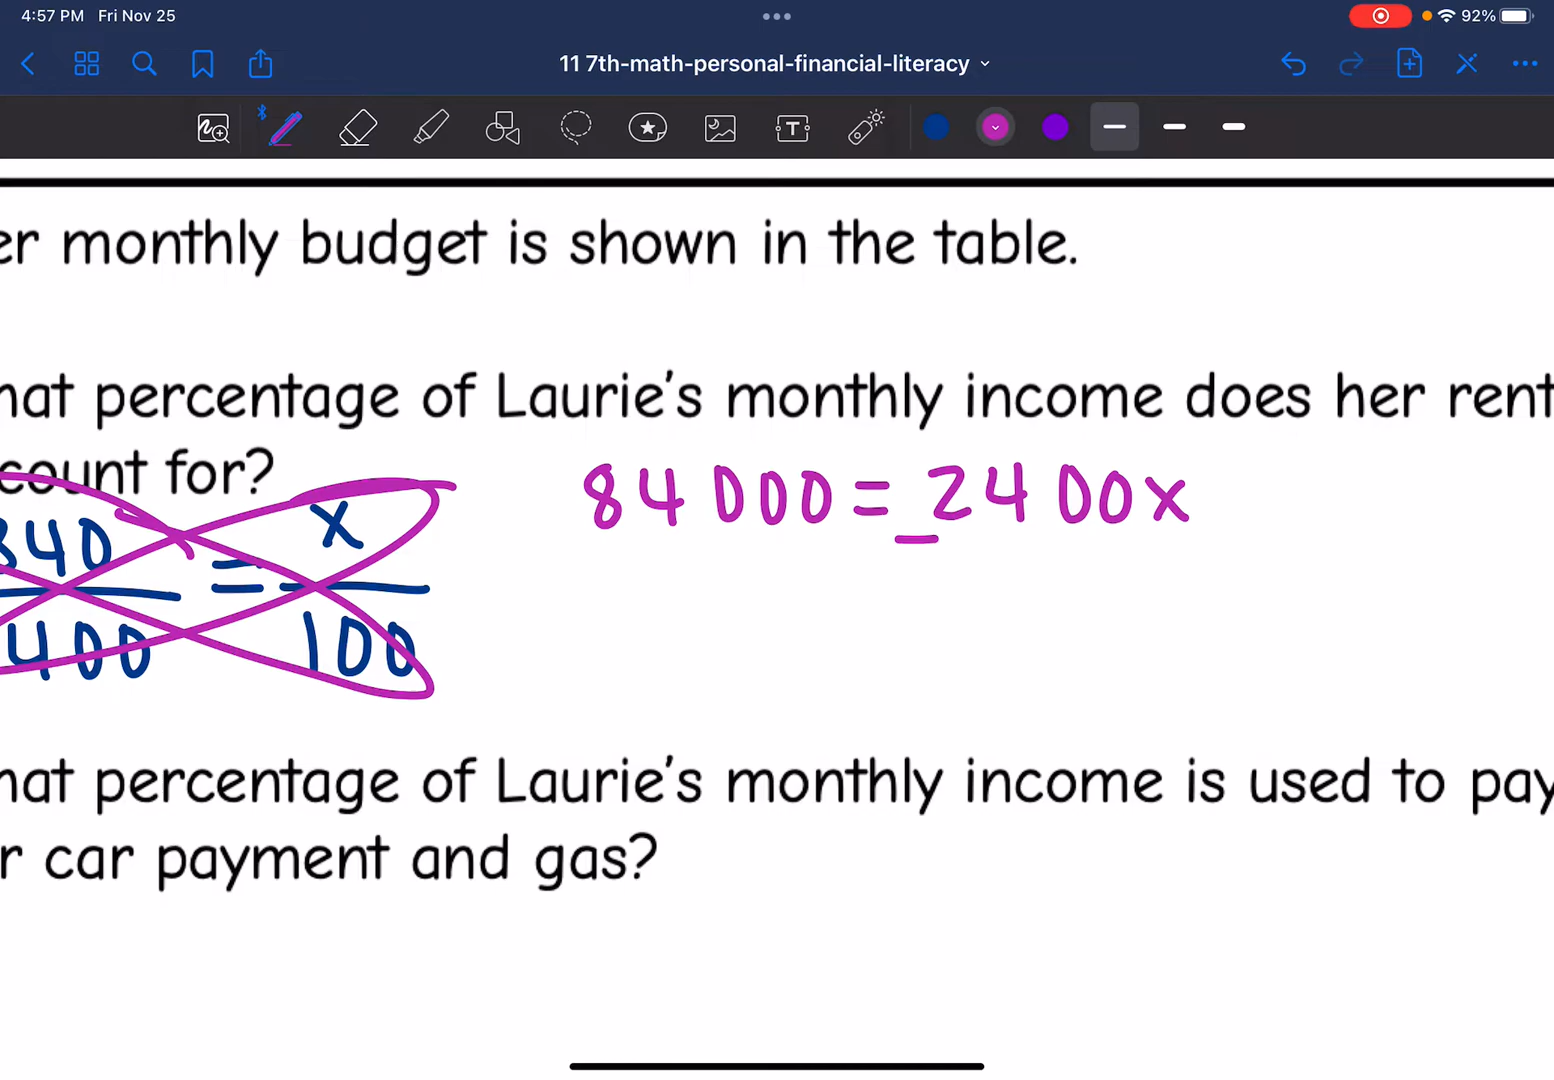 4:57 PM Fri Nov 25
92%
11 7th-math-personal-financial-literacy
T
er monthly budget is shown in the table.
hat percentage of Laurie's monthly income does her rent
count for?
84000 = 2400x
840 = x
400 100
hat percentage of Laurie's monthly income is used to pay
r car payment and gas?